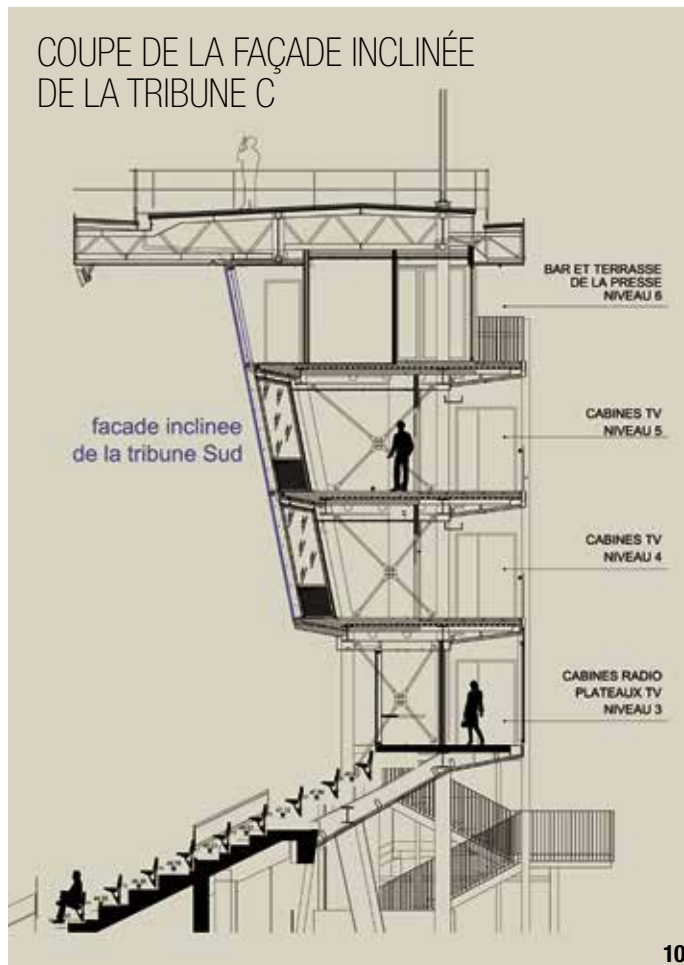 COUPE DE LA FAÇADE INCLINÉE
DE LA TRIBUNE C
BAR ET TERRASSE
DE LA PRESSE
NIVEAU 6
facade inclinee
de la tribune Sud
CABINES TV
NIVEAU 5
CABINES TV
NIVEAU 4
CABINES RADIO
PLATEAUX TV
NIVEAU 3
10